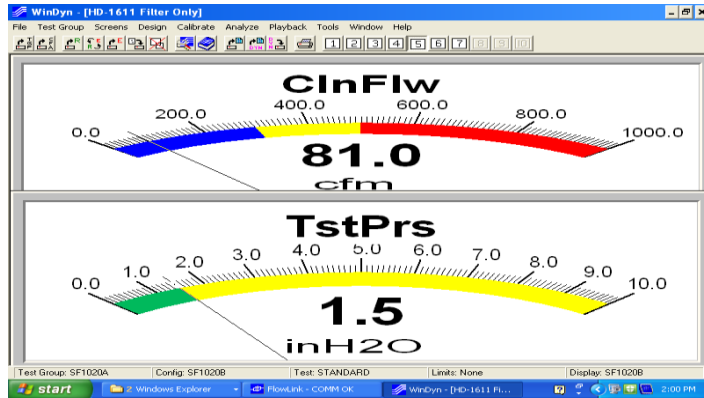 WinDyn - [HD-1611 Filter Only]
File Test Group Screens Design Calibrate Analyze Playback Tools Window Help
1 2 3 4 5 6 7 8 9 10
ClnFlw
0.0 200.0 400.0 600.0 800.0 1000.0
81.0
cfm
TstPrs
0.0 1.0 2.0 3.0 4.0 5.0 6.0 7.0 8.0 9.0 10.0
1.5
inH2O
Test Group: SF1020A Config: SF1020B Test: STANDARD Limits: None Display: SF1020B
start 2 Windows Explorer FlowLink - COMM OK WinDyn - [HD-1611 Fi... 2:00 PM